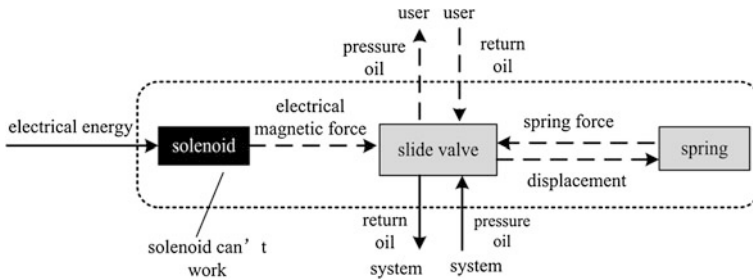 user
user
pressure
oil
return
oil
electrical energy
solenoid
electrical
magnetic force
slide valve
spring force
displacement
spring
solenoid can't
work
return
oil
system
pressure
oil
system